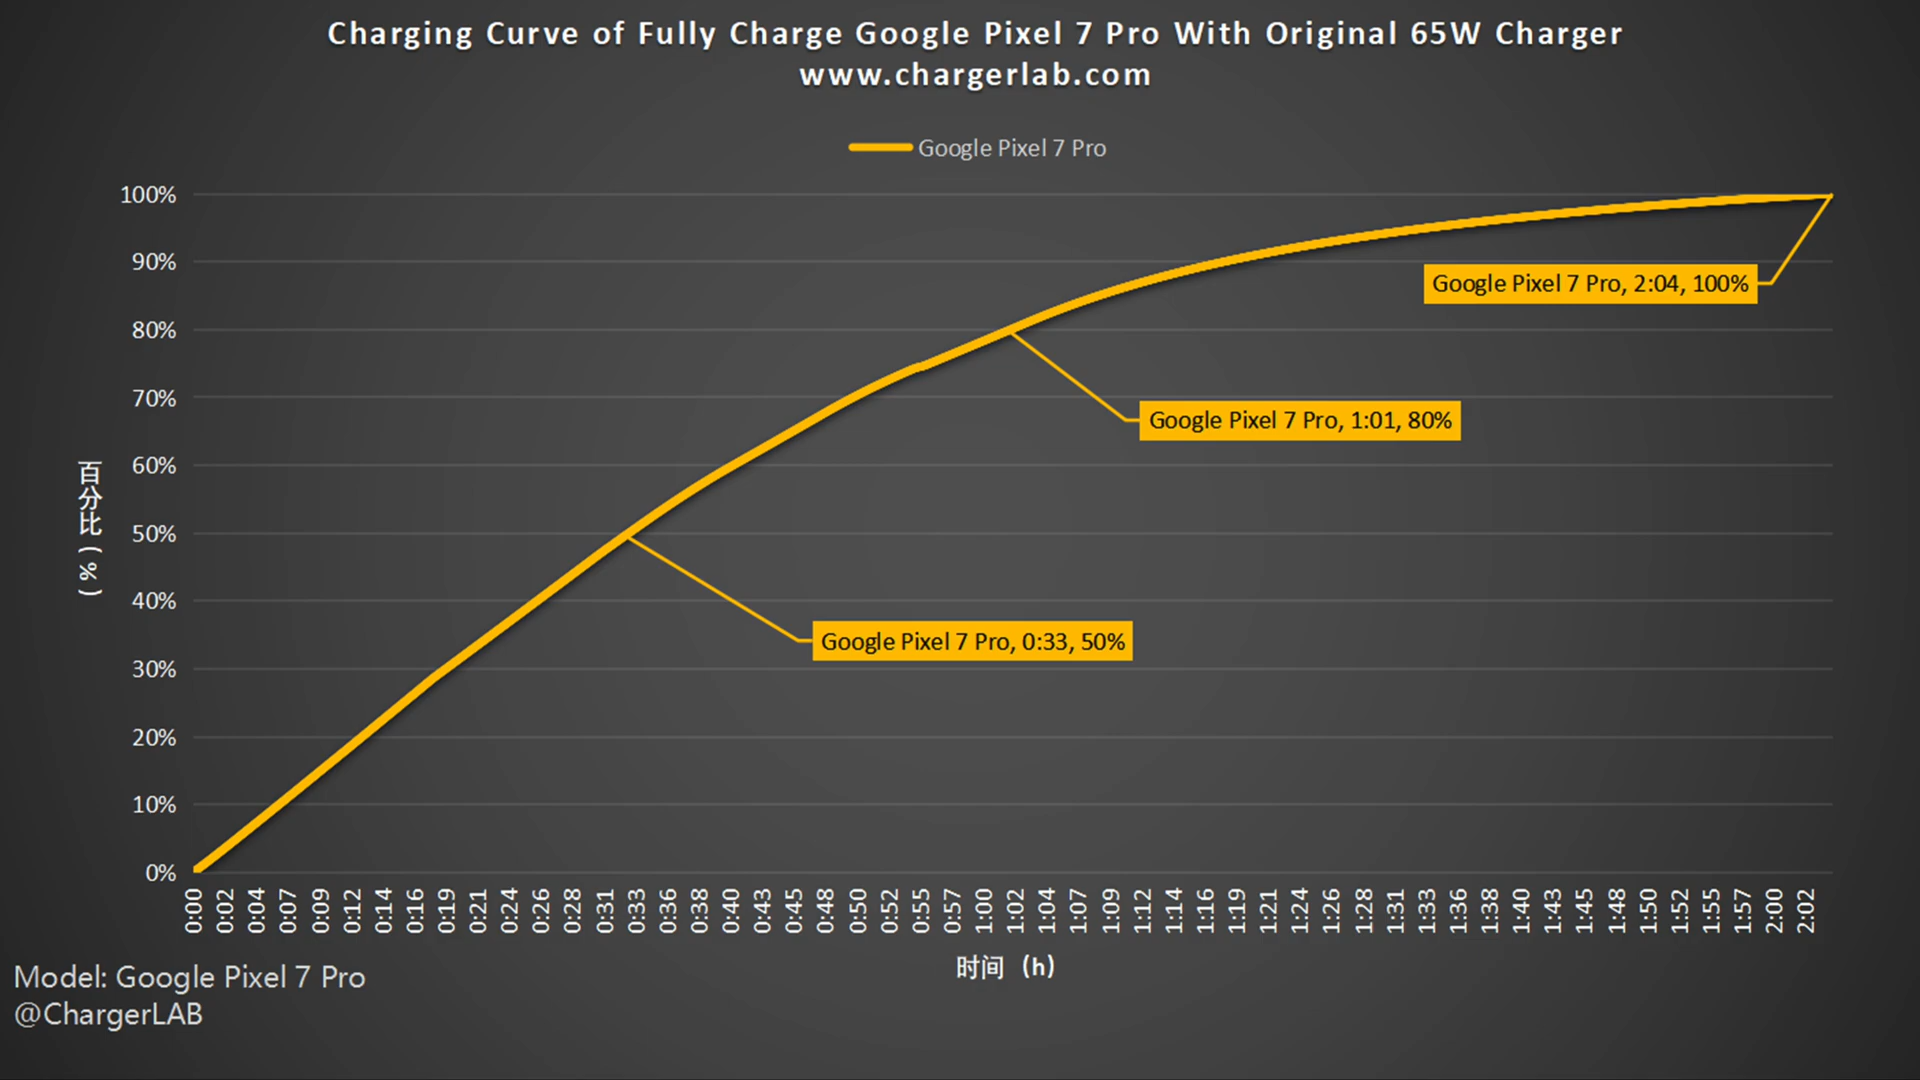 Charging Curve of Fully Charge Google Pixel 7 Pro With Original 65W Charger
www.chargerlab.com
Google Pixel 7 Pro
100%
90%
80%
70%
60%
50%
40%
30%
20%
10%
0%
百分比(%)
Google Pixel 7 Pro, 2:04, 100%
Google Pixel 7 Pro, 1:01, 80%
Google Pixel 7 Pro, 0:33, 50%
0:00 0:02 0:04 0:07 0:09 0:12 0:14 0:16 0:19 0:21 0:24 0:26 0:28 0:31 0:33 0:36 0:38 0:40 0:43 0:45 0:48 0:50 0:52 0:55 0:57 1:00 1:02 1:04 1:07 1:09 1:12 1:14 1:16 1:19 1:21 1:24 1:26 1:28 1:31 1:33 1:36 1:38 1:40 1:43 1:45 1:48 1:50 1:52 1:55 1:57 2:00 2:02
时间 (h)
Model: Google Pixel 7 Pro
@ChargerLAB